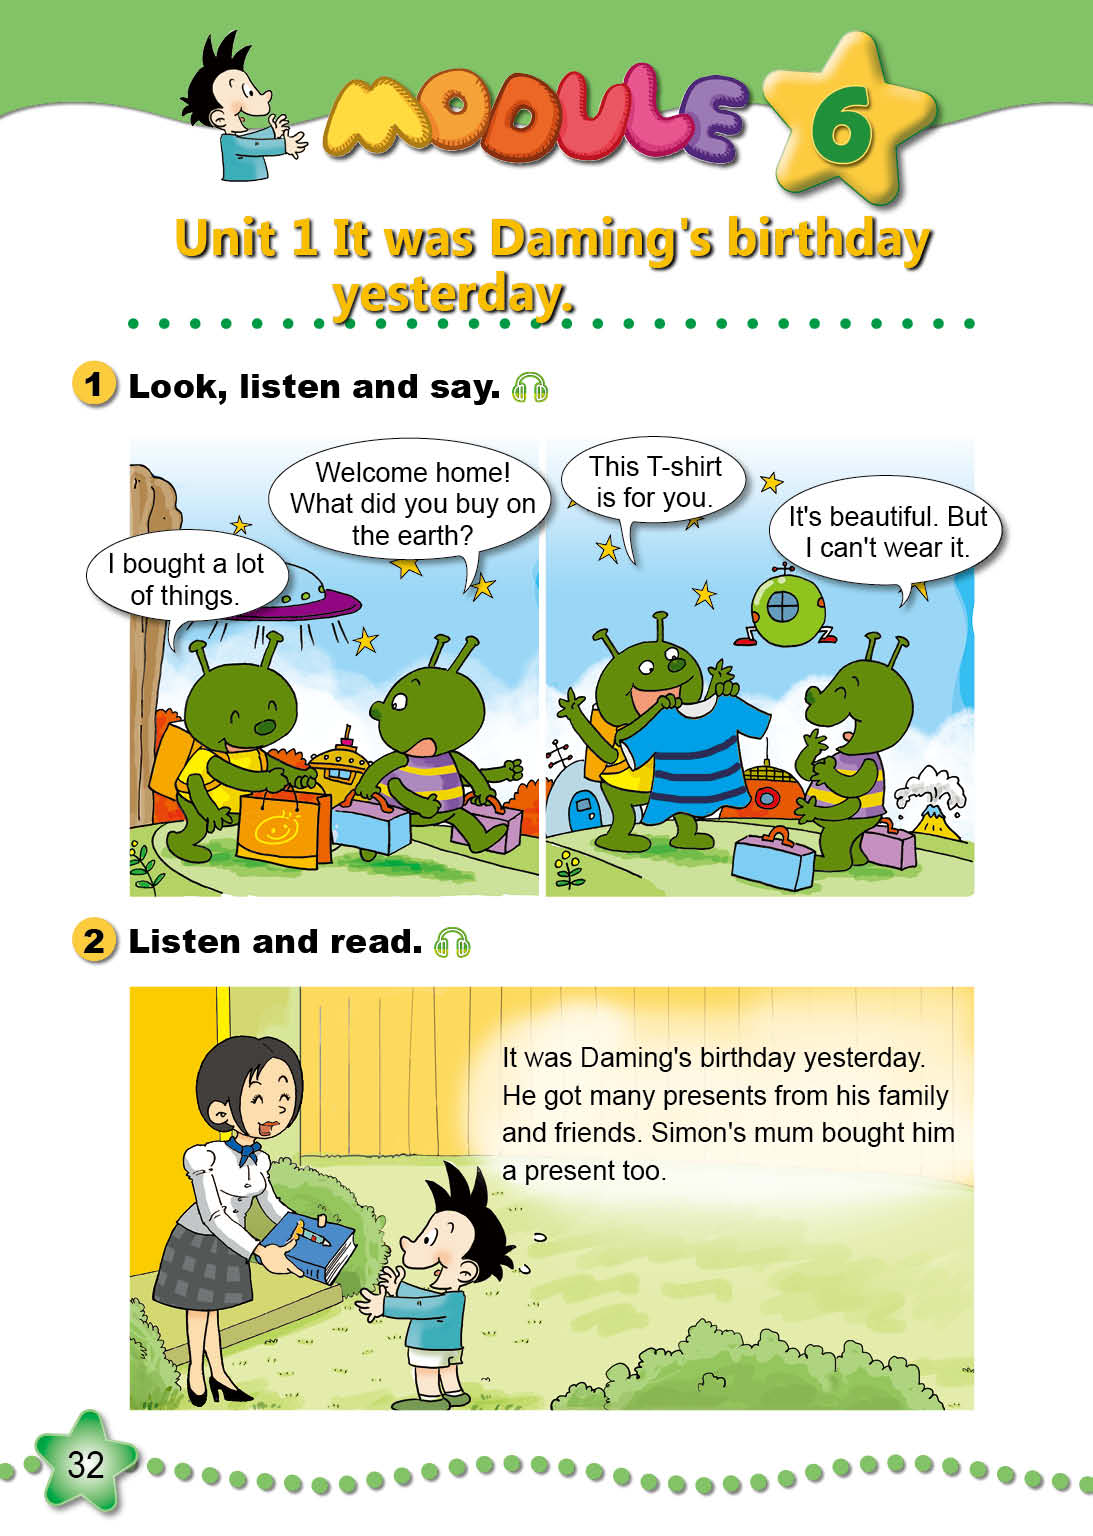 MODULE 6
Unit 1 It was Daming's birthday
yesterday.
1 Look, listen and say.
Welcome home!
What did you buy on
the earth?
I bought a lot
of things.
This T-shirt
is for you.
It's beautiful. But
I can't wear it.
2 Listen and read.
It was Daming's birthday yesterday.
He got many presents from his family
and friends. Simon's mum bought him
a present too.
32